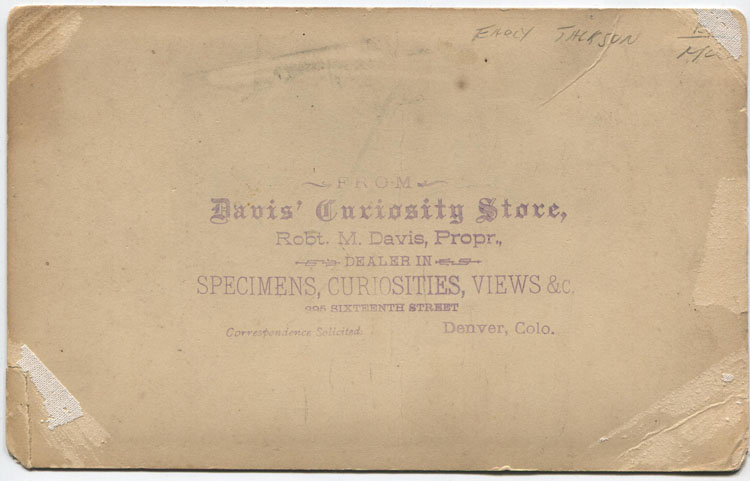 EARLY JACKSON
FROM
Davis' Curiosity Store,
Robt. M. Davis, Propr.,
DEALER IN
SPECIMENS, CURIOSITIES, VIEWS &c.
SIXTEENTH STREET
Correspondence Solicited.
Denver, Colo.